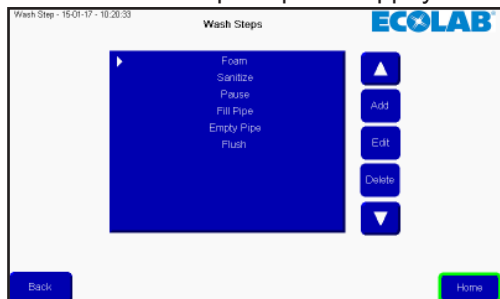 Wash Step - 15-01-17 - 10:20:33
Wash Steps
ECOLAB
Foam
Sanitize
Pause
Fill Pipe
Empty Pipe
Flush
Add
Edit
Delete
Back
Home